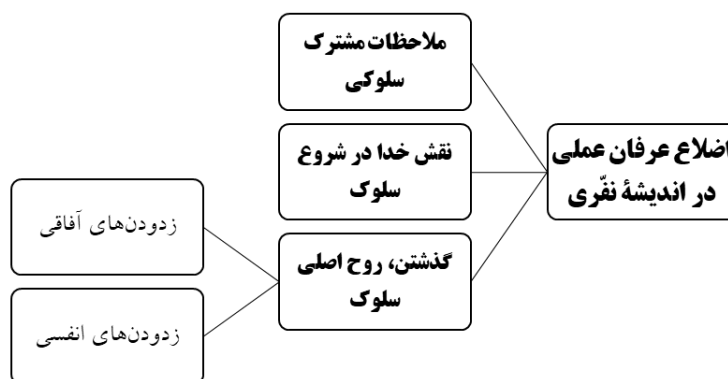 اضلاع عرفان عملی
در اندیشهٔ نفّری
ملاحظات مشترک
سلوکی
نقش خدا در شروع
سلوک
گذشتن، روح اصلی
سلوک
زدودن‌های آفاقی
زدودن‌های انفسی